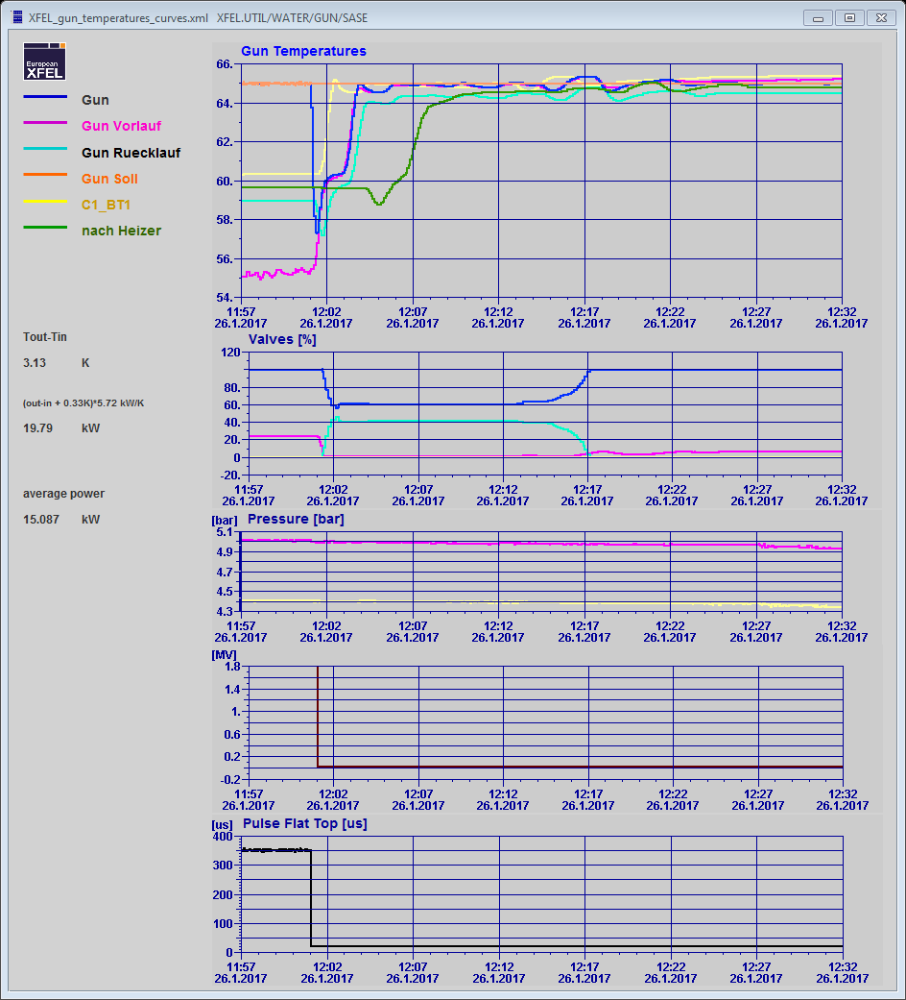 XFEL_gun_temperatures_curves.xml XFEL.UTIL/WATER/GUN/SASE
European
XFEL
Gun
Gun Vorlauf
Gun Ruecklauf
Gun Soll
C1_BT1
nach Heizer
Tout-Tin
3.13 K
(out-in + 0.33K)*5.72 kW/K
19.79 kW
average power
15.087 kW
Gun Temperatures
66.
64.
62.
60.
58.
56.
54.
11:57 12:02 12:07 12:12 12:17 12:22 12:27 12:32
26.1.2017 26.1.2017 26.1.2017 26.1.2017 26.1.2017 26.1.2017 26.1.2017 26.1.2017
Valves [%]
120
80.
60.
40.
20.
0
-20.
11:57 12:02 12:07 12:12 12:17 12:22 12:27 12:32
26.1.2017 26.1.2017 26.1.2017 26.1.2017 26.1.2017 26.1.2017 26.1.2017 26.1.2017
[bar] Pressure [bar]
5.1
4.9
4.7
4.5
4.3
11:57 12:02 12:07 12:12 12:17 12:22 12:27 12:32
26.1.2017 26.1.2017 26.1.2017 26.1.2017 26.1.2017 26.1.2017 26.1.2017 26.1.2017
[MV]
1.8
1.4
1.
0.6
0.2
-0.2
11:57 12:02 12:07 12:12 12:17 12:22 12:27 12:32
26.1.2017 26.1.2017 26.1.2017 26.1.2017 26.1.2017 26.1.2017 26.1.2017 26.1.2017
[us] Pulse Flat Top [us]
400
300
200
100
0
11:57 12:02 12:07 12:12 12:17 12:22 12:27 12:32
26.1.2017 26.1.2017 26.1.2017 26.1.2017 26.1.2017 26.1.2017 26.1.2017 26.1.2017